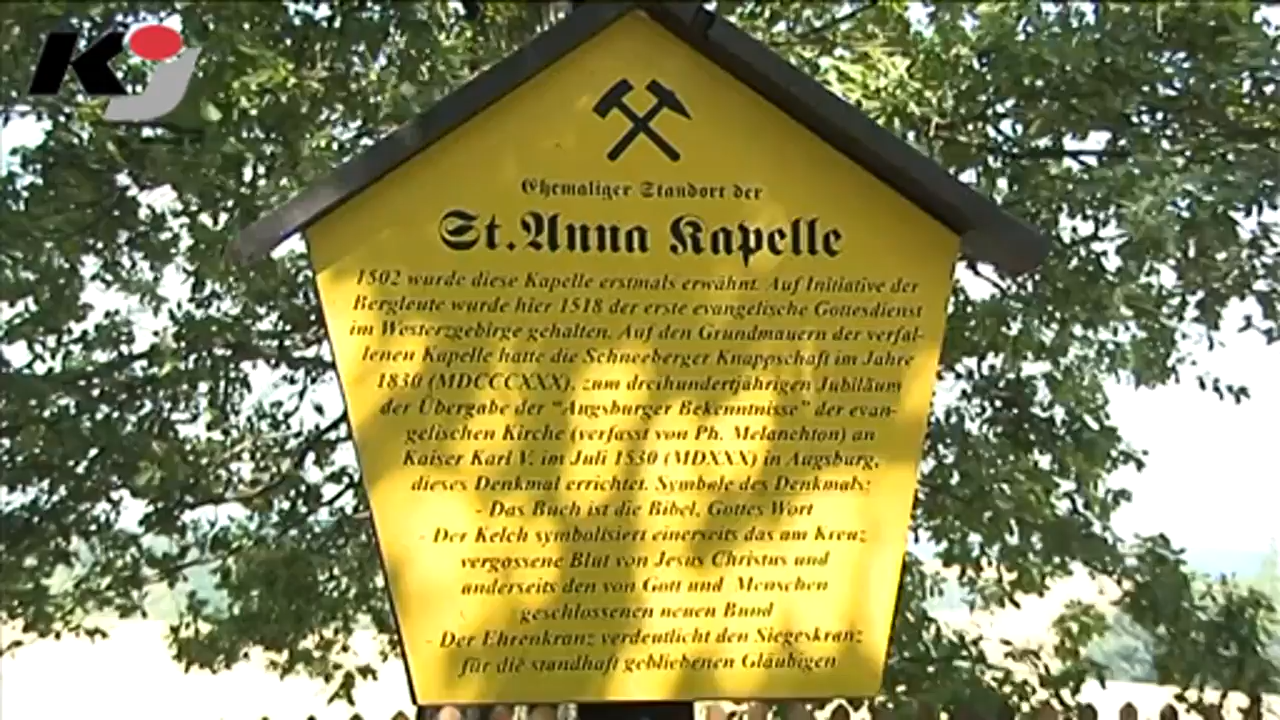 KJ
Ehemaliger Standort der
St. Anna Kapelle
1502 wurde diese Kapelle erstmals erwähnt. Auf Initiative der
Bergleute wurde hier 1518 der erste evangelische Gottesdienst
im Westerzgebirge gehalten. Auf den Grundmauern der verfal-
lenen Kapelle hatte die Schneeberger Knappschaft im Jahre
1830 (MDCCCXXX), zum dreihundertjährigen Jubiläum
der Übergabe der "Augsburger Bekenntnisse" der evan-
gelischen Kirche (verfasst von Ph. Melanchton) an
Kaiser Karl V. im Juli 1530 (MDXXX) in Augsburg,
dieses Denkmal errichtet. Symbole des Denkmals:
- Das Buch ist die Bibel, Gottes Wort
- Der Kelch symbolisiert einerseits das am Kreuz
vergossene Blut von Jesus Christus und
anderseits den von Gott und Menschen
geschlossenen neuen Bund
- Der Ehrenkranz verdeutlicht den Siegeskranz
für die standhaft gebliebenen Gläubigen